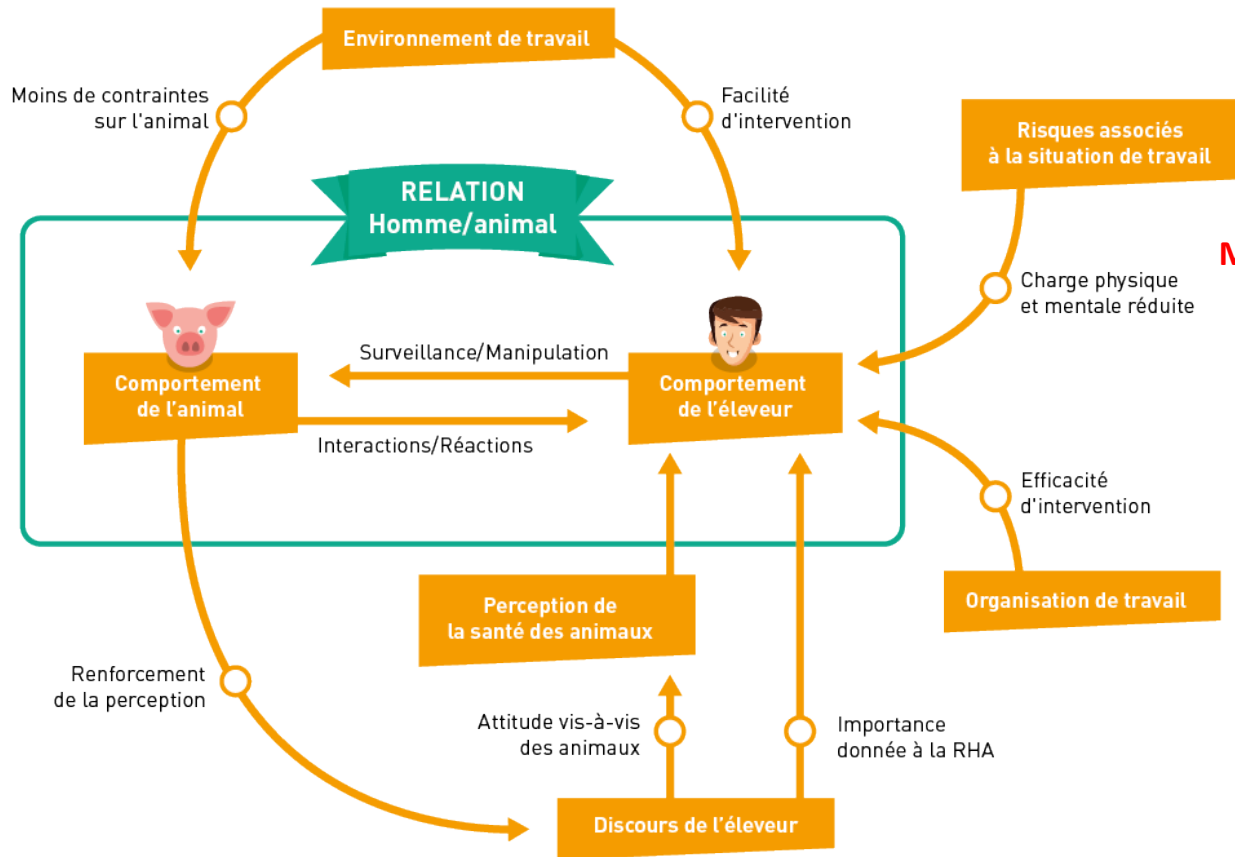 Environnement de travail
Moins de contraintes
sur l'animal
Facilité
d'intervention
Risques associés
à la situation de travail
RELATION
Homme/animal
M
Charge physique
et mentale réduite
Surveillance/Manipulation
Comportement
de l'animal
Comportement
de l'éleveur
Interactions/Réactions
Efficacité
d'intervention
Perception de
la santé des animaux
Organisation de travail
Renforcement
de la perception
Attitude vis-à-vis
des animaux
Importance
donnée à la RHA
Discours de l'éleveur